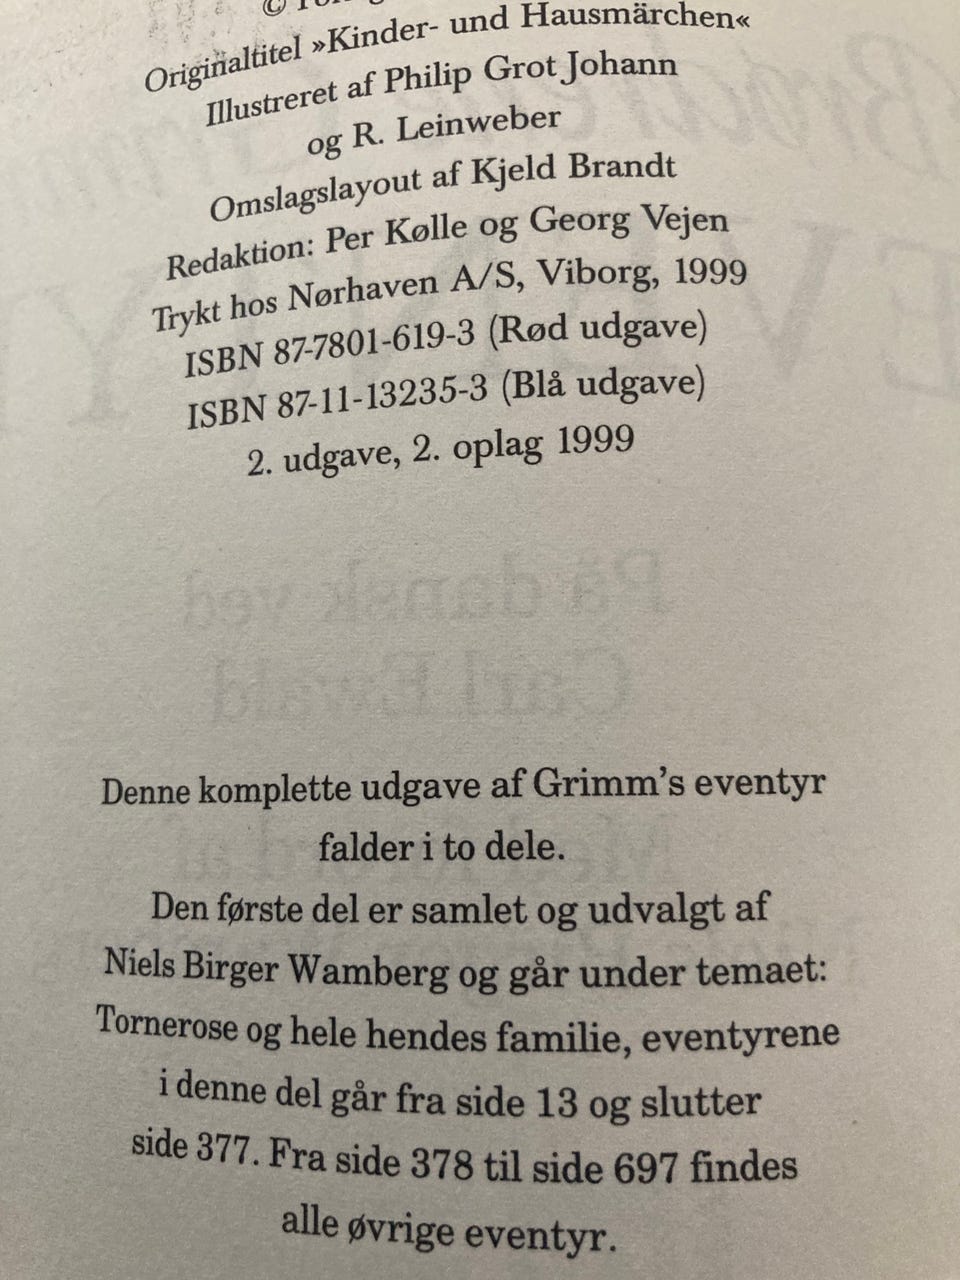 ©
Originaltitel »Kinder- und Hausmärchen«
Illustreret af Philip Grot Johann
og R. Leinweber
Omslagslayout af Kjeld Brandt
Redaktion: Per Kølle og Georg Vejen
Trykt hos Nørhaven A/S, Viborg, 1999
ISBN 87-7801-619-3 (Rød udgave)
ISBN 87-11-13235-3 (Blå udgave)
2. udgave, 2. oplag 1999
På dansk ved
Carl Ewald
Denne komplette udgave af Grimm's eventyr
falder i to dele.
Den første del er samlet og udvalgt af
Niels Birger Wamberg og går under temaet:
Tornerose og hele hendes familie, eventyrene
i denne del går fra side 13 og slutter
side 377. Fra side 378 til side 697 findes
alle øvrige eventyr.